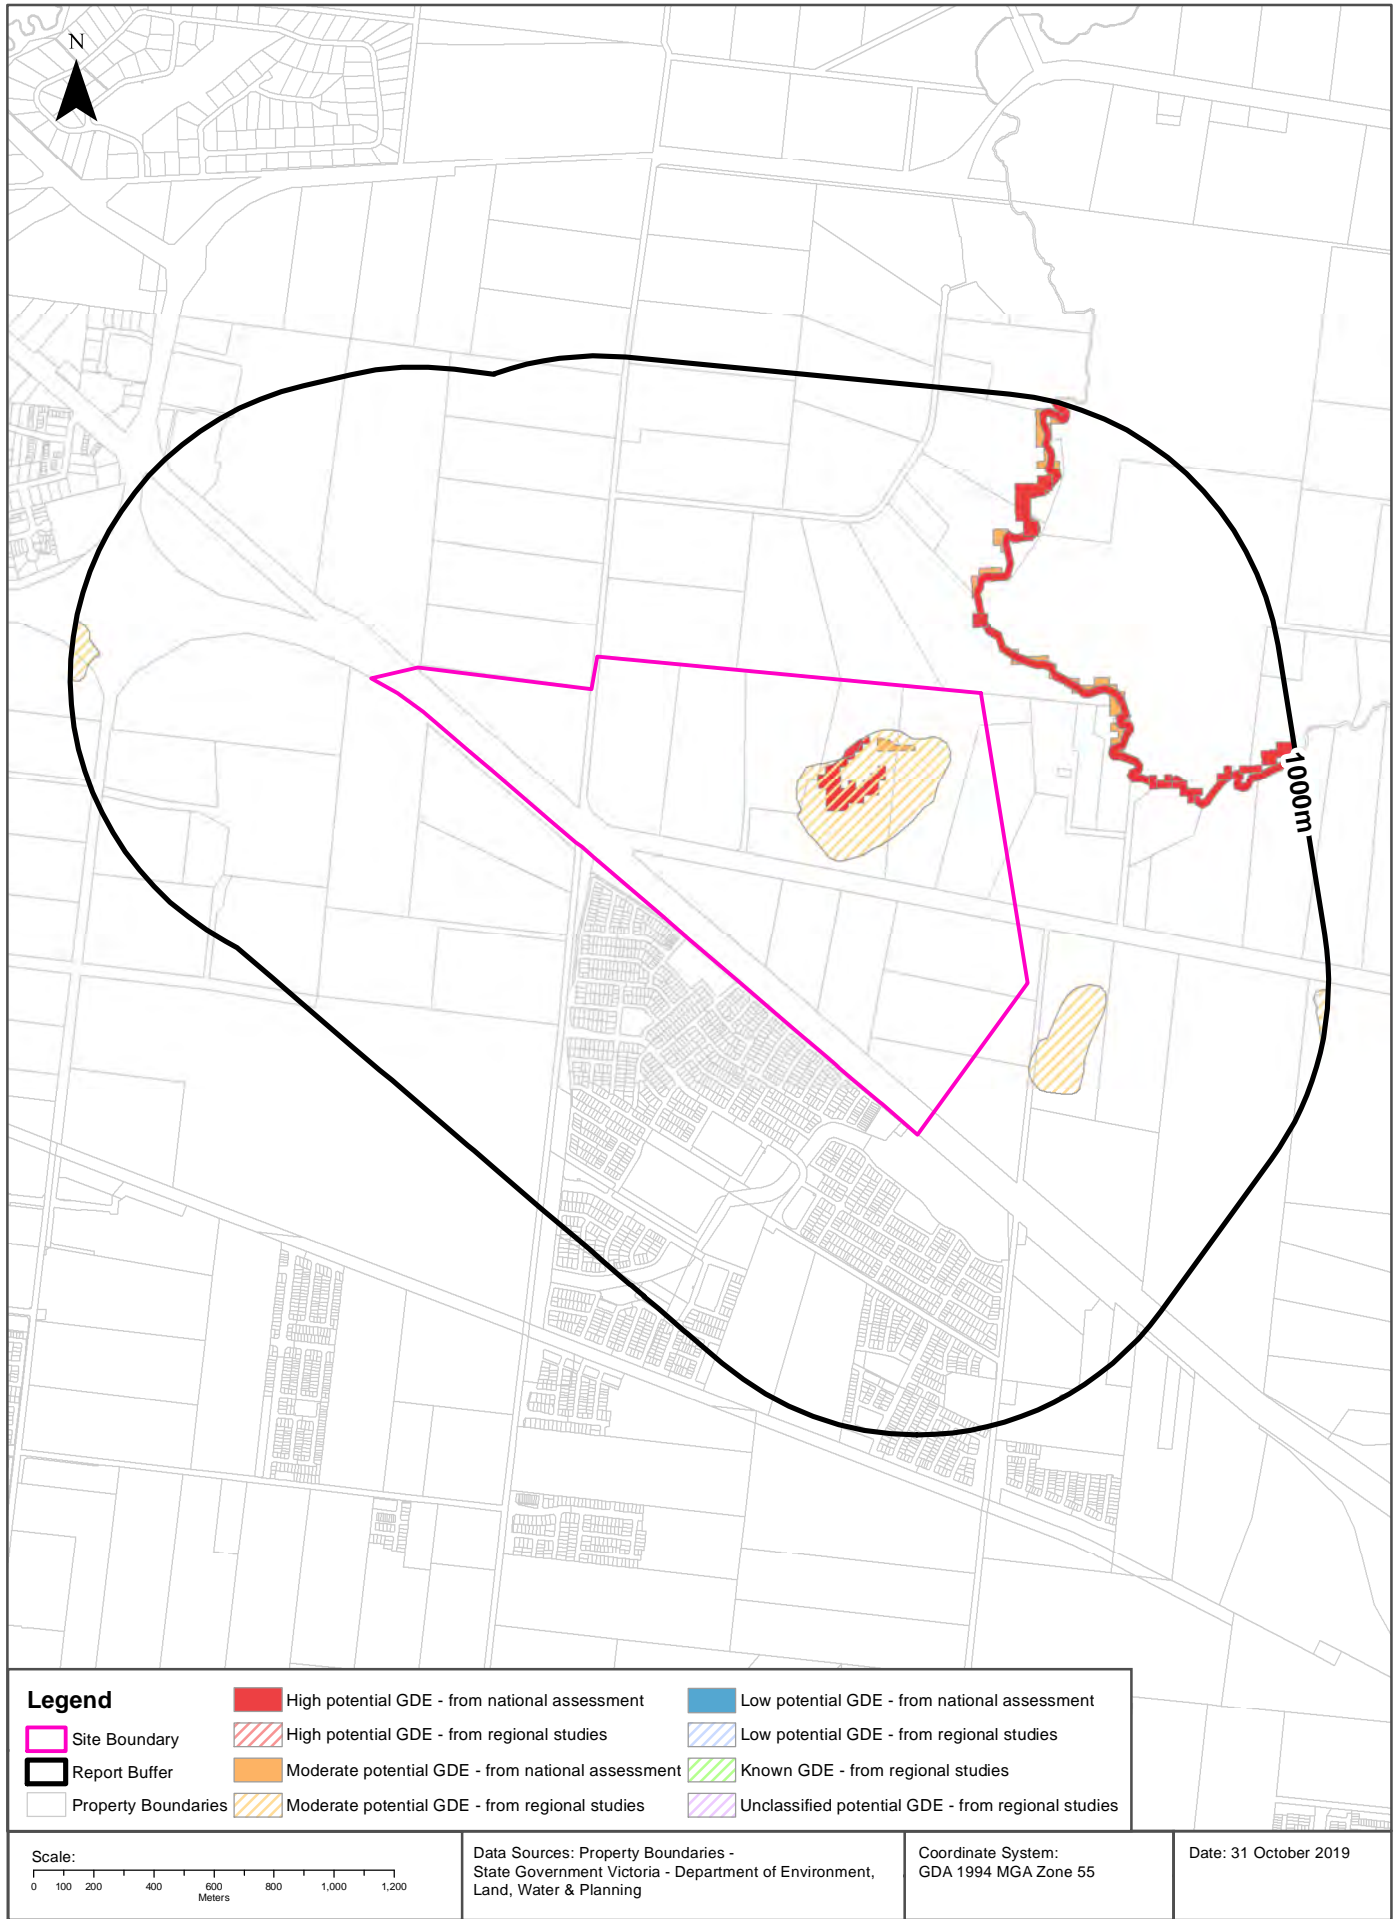 N
1000m
Legend
Site Boundary
Report Buffer
Property Boundaries
High potential GDE - from national assessment
High potential GDE - from regional studies
Moderate potential GDE - from national assessment
Moderate potential GDE - from regional studies
Low potential GDE - from national assessment
Low potential GDE - from regional studies
Known GDE - from regional studies
Unclassified potential GDE - from regional studies
Scale:
0 100 200 400 600 800 1,000 1,200
Meters
Data Sources: Property Boundaries -
State Government Victoria - Department of Environment,
Land, Water & Planning
Coordinate System:
GDA 1994 MGA Zone 55
Date: 31 October 2019